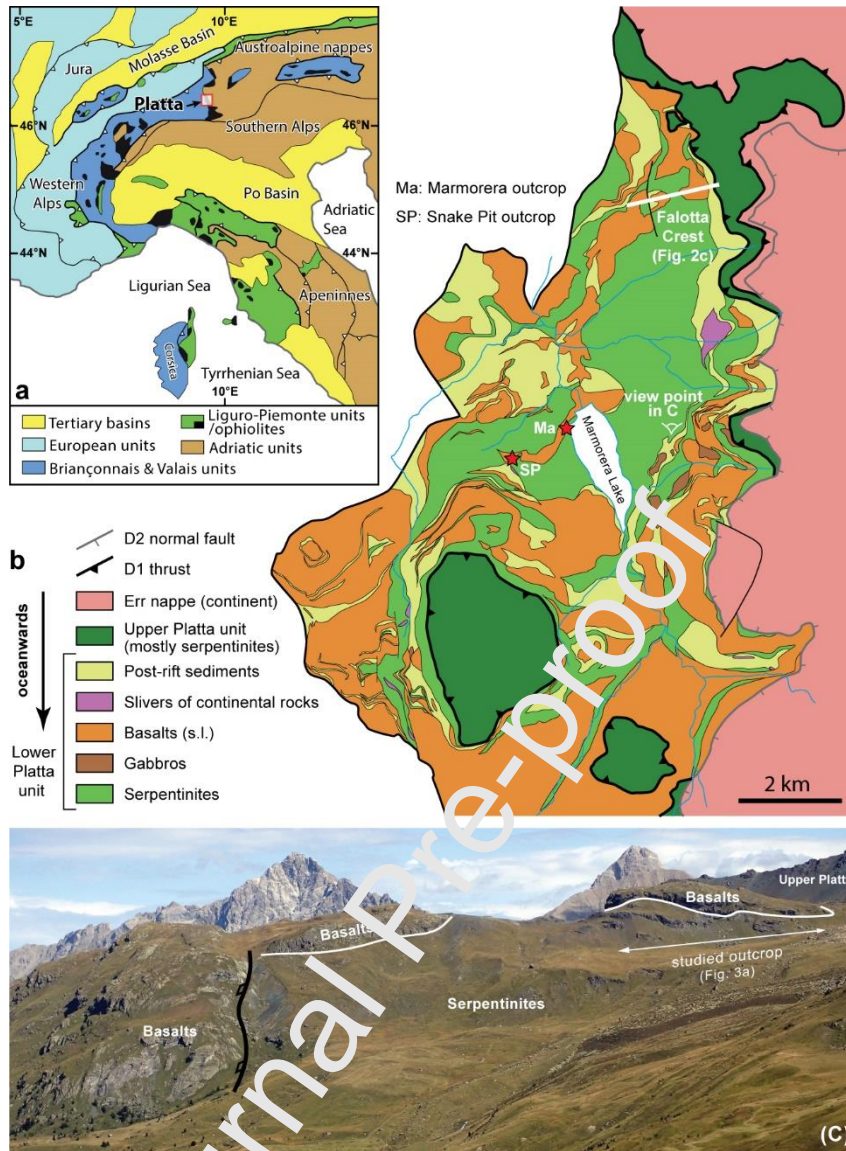 5°E
10°E
Molasse Basin
Austroalpine nappes
Jura
Platta
46°N
46°N
Southern Alps
Western
Alps
Po Basin
Adriatic
Sea
44°N
44°N
Ligurian Sea
Apeninnes
Corsica
Tyrrhenian Sea
10°E
a
Tertiary basins
European units
Briançonnais & Valais units
Liguro-Piemonte units
/ophiolites
Adriatic units
Ma: Marmorera outcrop
SP: Snake Pit outcrop
Falotta
Crest
(Fig. 2c)
view point
in C
Ma
SP
Marmorera Lake
b
D2 normal fault
D1 thrust
oceanwards
Err nappe (continent)
Upper Platta unit
(mostly serpentinites)
Lower
Platta
unit
Post-rift sediments
Slivers of continental rocks
Basalts (s.l.)
Gabbros
Serpentinites
2 km
Upper Platt
Basalts
Basalts
studied outcrop
(Fig. 3a)
Serpentinites
Basalts
(C)
rnal Pre-proof